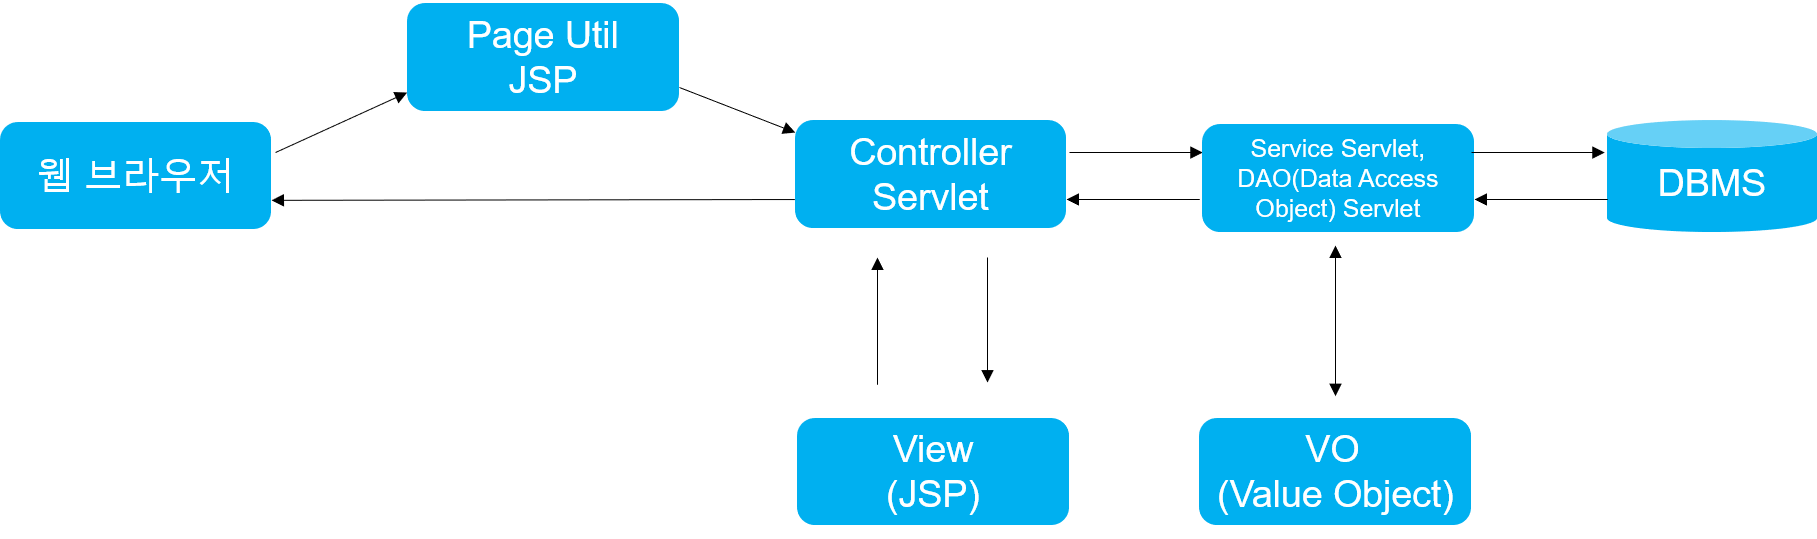 Page Util
JSP
웹 브라우저
Controller
Servlet
Service Servlet,
DAO(Data Access
Object) Servlet
DBMS
View
(JSP)
VO
(Value Object)